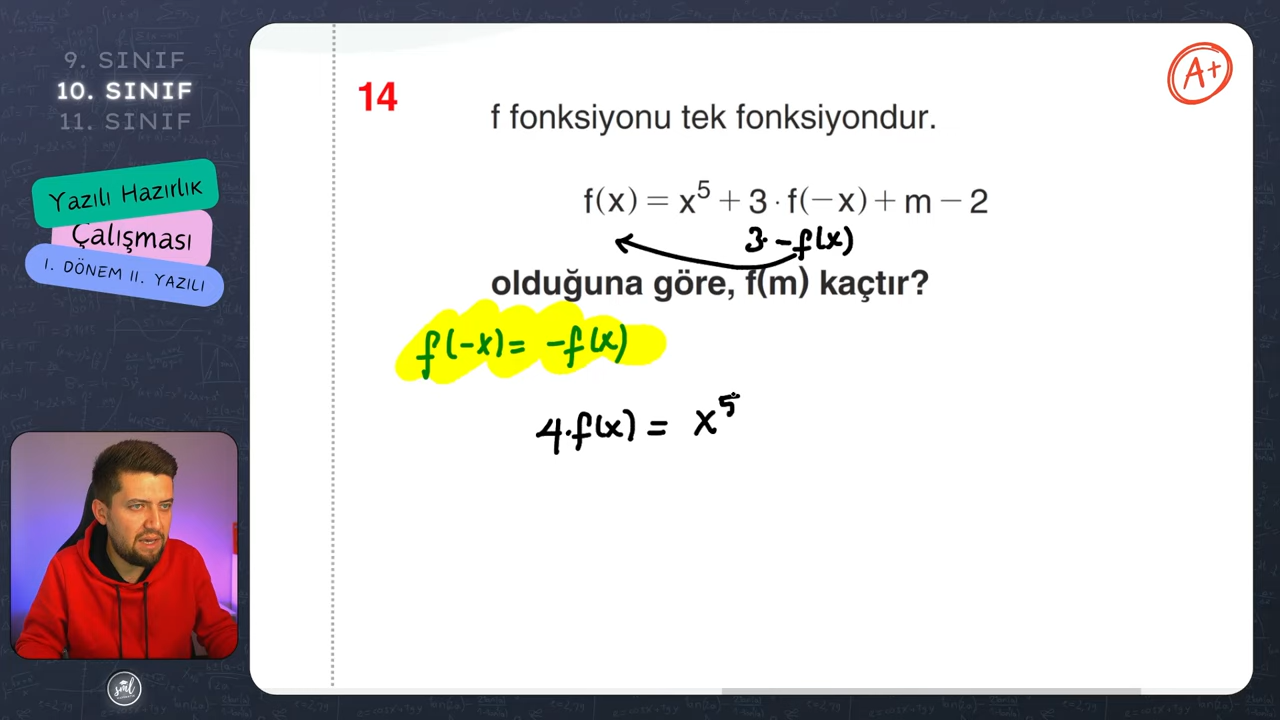 9. SINIF
10. SINIF
11. SINIF
Yazılı Hazırlık
Çalışması
1. DÖNEM II. YAZILI
A+
14
f fonksiyonu tek fonksiyondur.
f(x) = x⁵ + 3 · f(−x) + m − 2
3· −f(x)
olduğuna göre, f(m) kaçtır?
f(-x) = -f(x)
4·f(x) = x⁵
sml